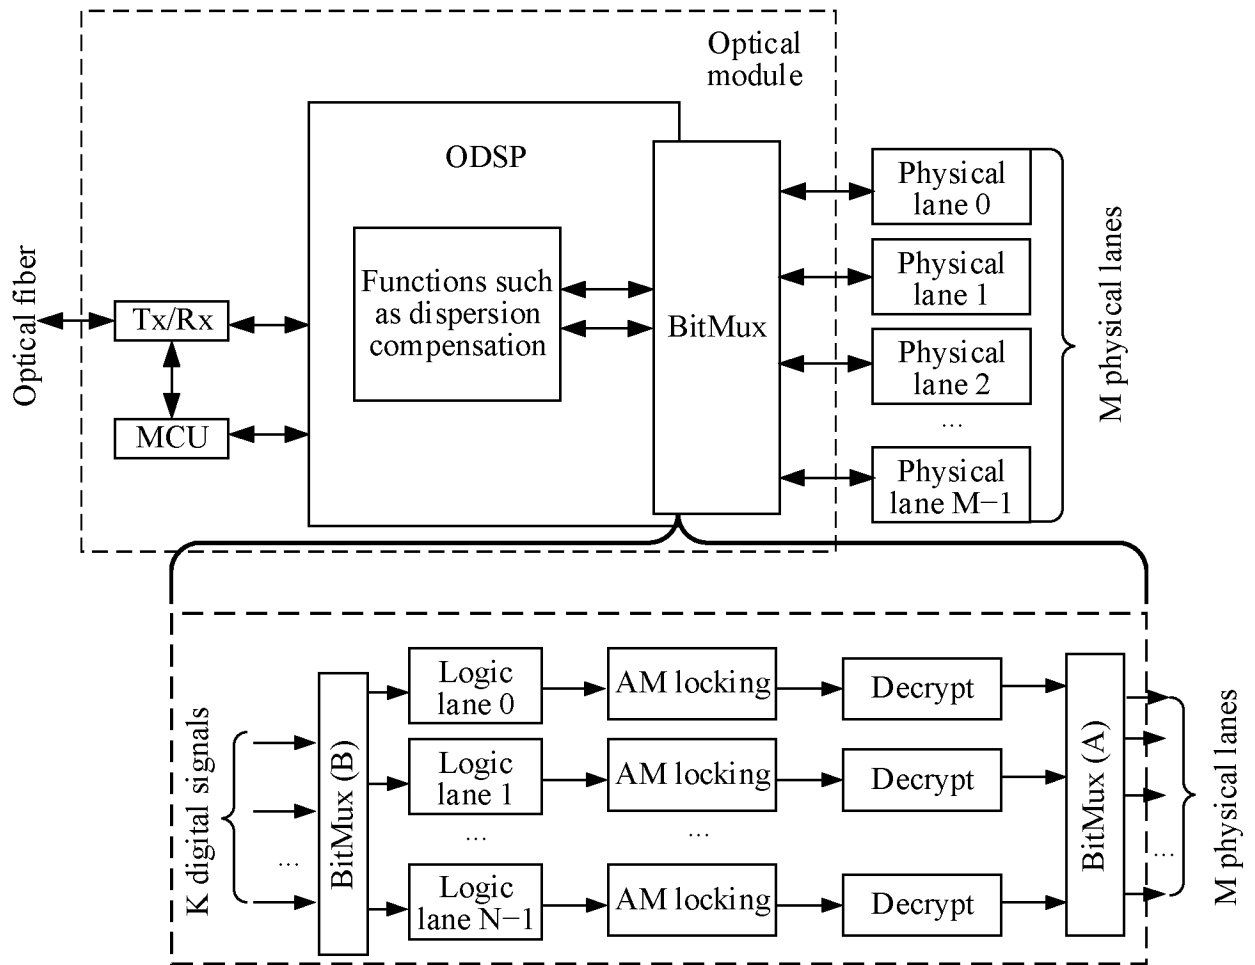 Optical
module
ODSP
Functions such
as dispersion
compensation
BitMux
Optical fiber
Tx/Rx
MCU
Physical
lane 0
Physical
lane 1
Physical
lane 2
...
Physical
lane M−1
M physical lanes
K digital signals
...
BitMux (B)
Logic
lane 0
AM locking
Decrypt
Logic
lane 1
AM locking
Decrypt
...
...
...
Logic
lane N−1
AM locking
Decrypt
BitMux (A)
...
M physical lanes